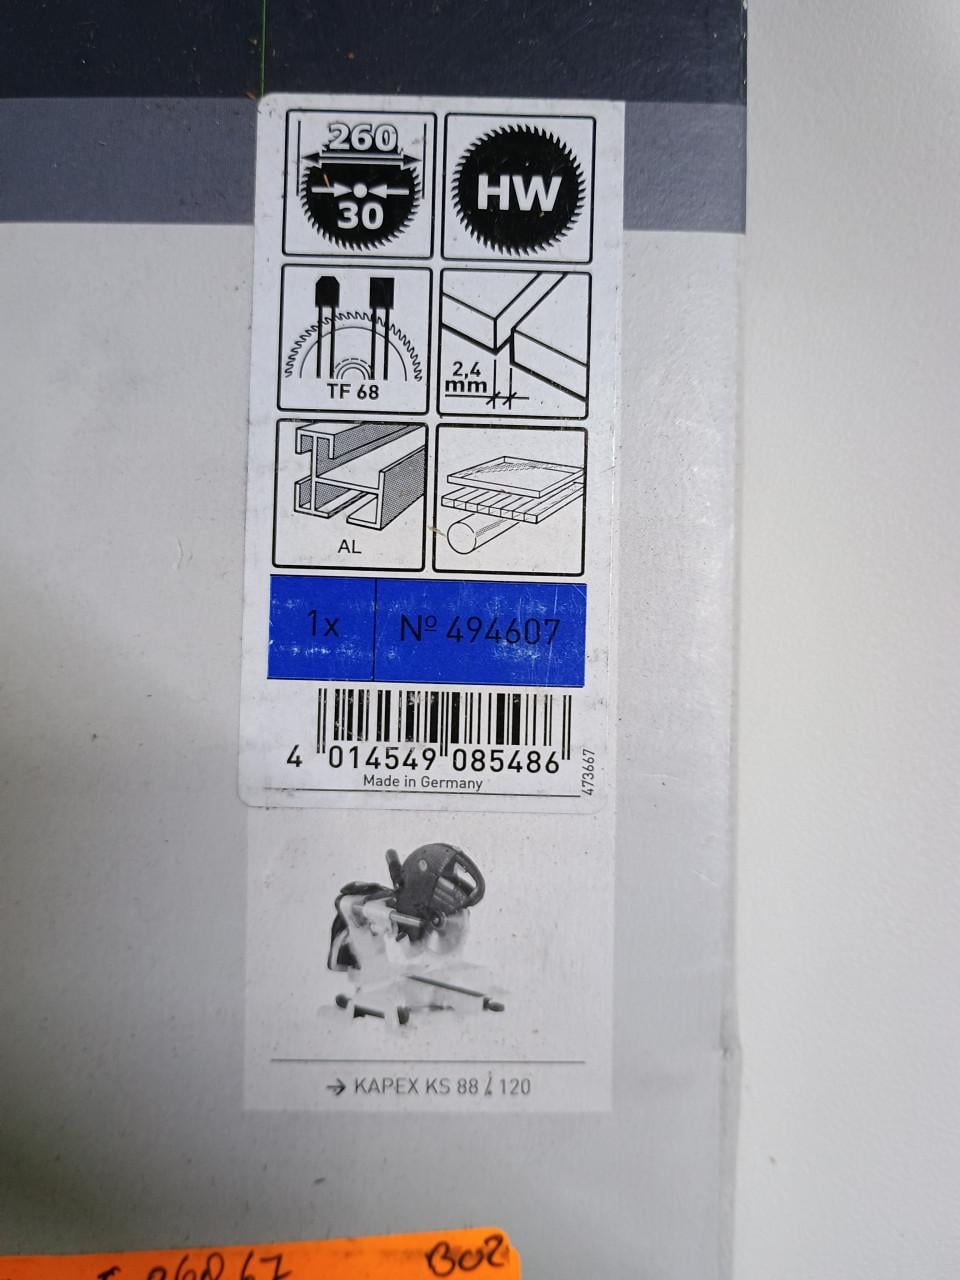 260
30
HW
TF 68
2,4
mm
AL
1x Nº 494607
4 014549 085486
Made in Germany
473667
→ KAPEX KS 88 / 120
B02